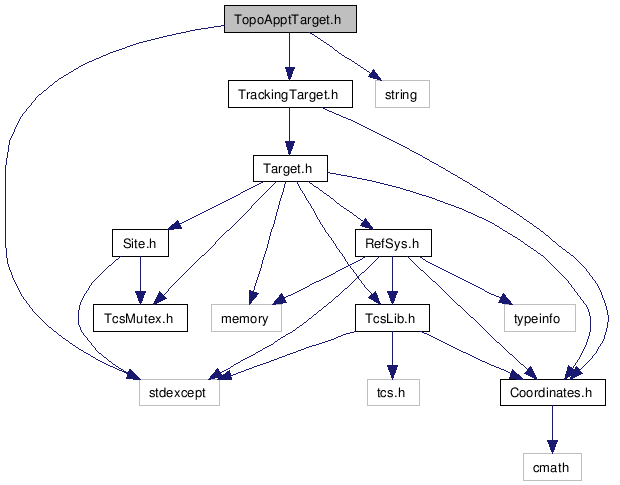 TopoApptTarget.h
TrackingTarget.h
string
Target.h
Site.h
RefSys.h
TcsMutex.h
memory
TcsLib.h
typeinfo
stdexcept
tcs.h
Coordinates.h
cmath